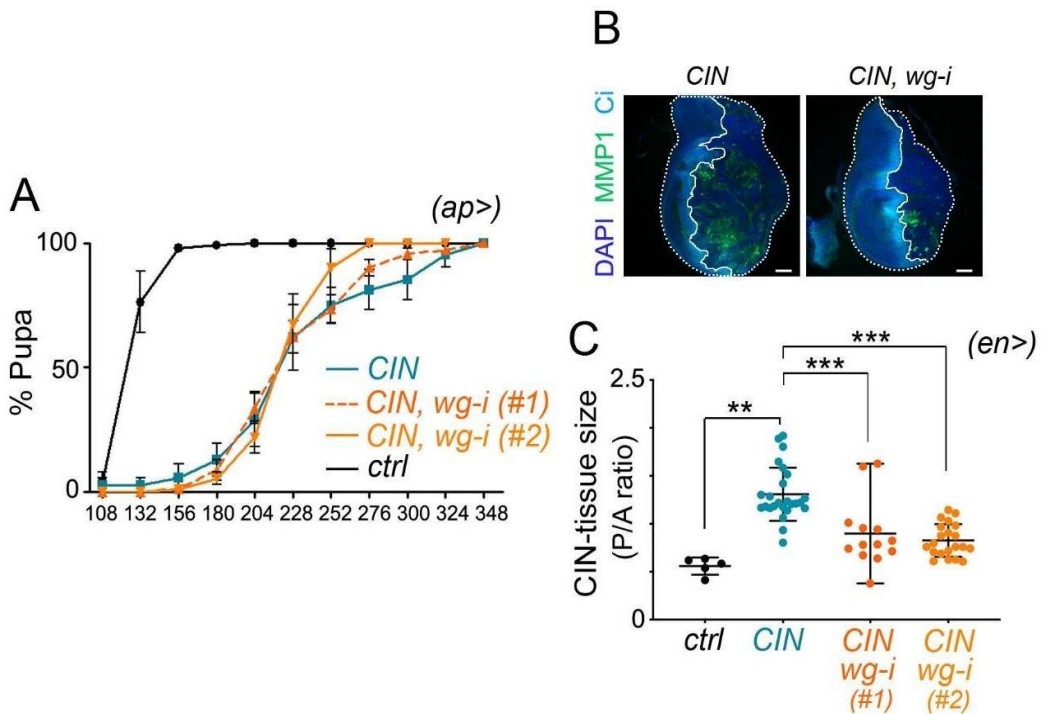 A
(ap>)
100
50
0
% Pupa
CIN
CIN, wg-i (#1)
CIN, wg-i (#2)
ctrl
108 132 156 180 204 228 252 276 300 324 348
B
CIN
CIN, wg-i
DAPI MMP1 Ci
C
(en>)
***
***
**
2.5
0
CIN-tissue size
(P/A ratio)
ctrl CIN CIN CIN
wg-i wg-i
(#1) (#2)